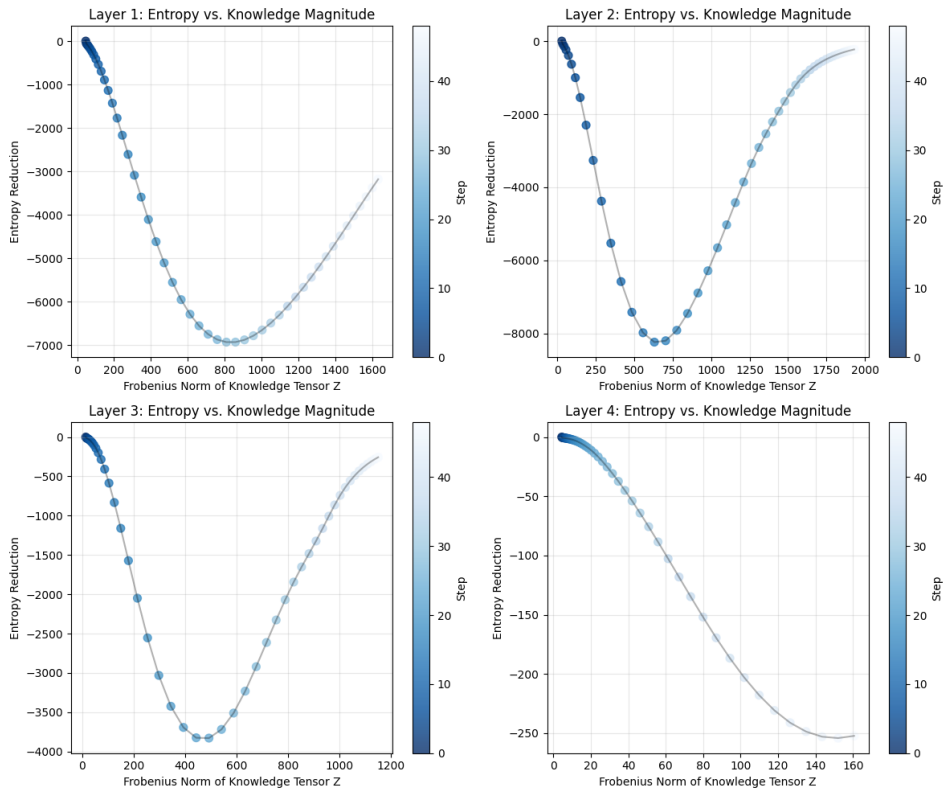 Layer 1: Entropy vs. Knowledge Magnitude
0
−1000
−2000
−3000
−4000
−5000
−6000
−7000
Entropy Reduction
0 200 400 600 800 1000 1200 1400 1600
Frobenius Norm of Knowledge Tensor Z
40
30
20
10
0
Step
Layer 2: Entropy vs. Knowledge Magnitude
0
−2000
−4000
−6000
−8000
Entropy Reduction
0 250 500 750 1000 1250 1500 1750 2000
Frobenius Norm of Knowledge Tensor Z
40
30
20
10
0
Step
Layer 3: Entropy vs. Knowledge Magnitude
0
−500
−1000
−1500
−2000
−2500
−3000
−3500
−4000
Entropy Reduction
0 200 400 600 800 1000 1200
Frobenius Norm of Knowledge Tensor Z
40
30
20
10
0
Step
Layer 4: Entropy vs. Knowledge Magnitude
0
−50
−100
−150
−200
−250
Entropy Reduction
0 20 40 60 80 100 120 140 160
Frobenius Norm of Knowledge Tensor Z
40
30
20
10
0
Step